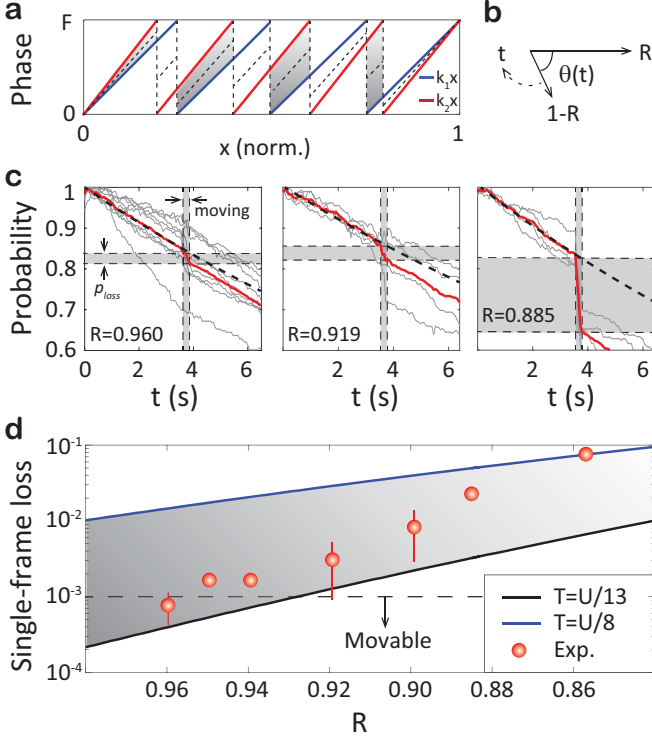 a
F
Phase
0
k₁x
k₂x
0
x (norm.)
1
b
t
R
θ(t)
1-R
c
Probability
1
0.9
0.8
0.7
0.6
moving
p_loss
R=0.960
0 2 4 6
t (s)
R=0.919
0 2 4 6
t (s)
R=0.885
0 2 4 6
t (s)
d
Single-frame loss
10⁻¹
10⁻²
10⁻³
10⁻⁴
Movable
T=U/13
T=U/8
Exp.
0.96 0.94 0.92 0.90 0.88 0.86
R